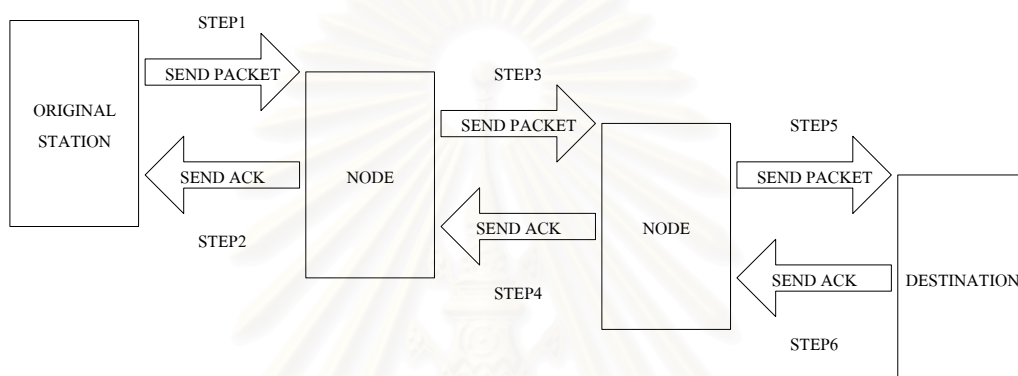 STEP1
SEND PACKET
ORIGINAL
STATION
SEND ACK
STEP2
NODE
STEP3
SEND PACKET
SEND ACK
STEP4
NODE
STEP5
SEND PACKET
SEND ACK
STEP6
DESTINATION